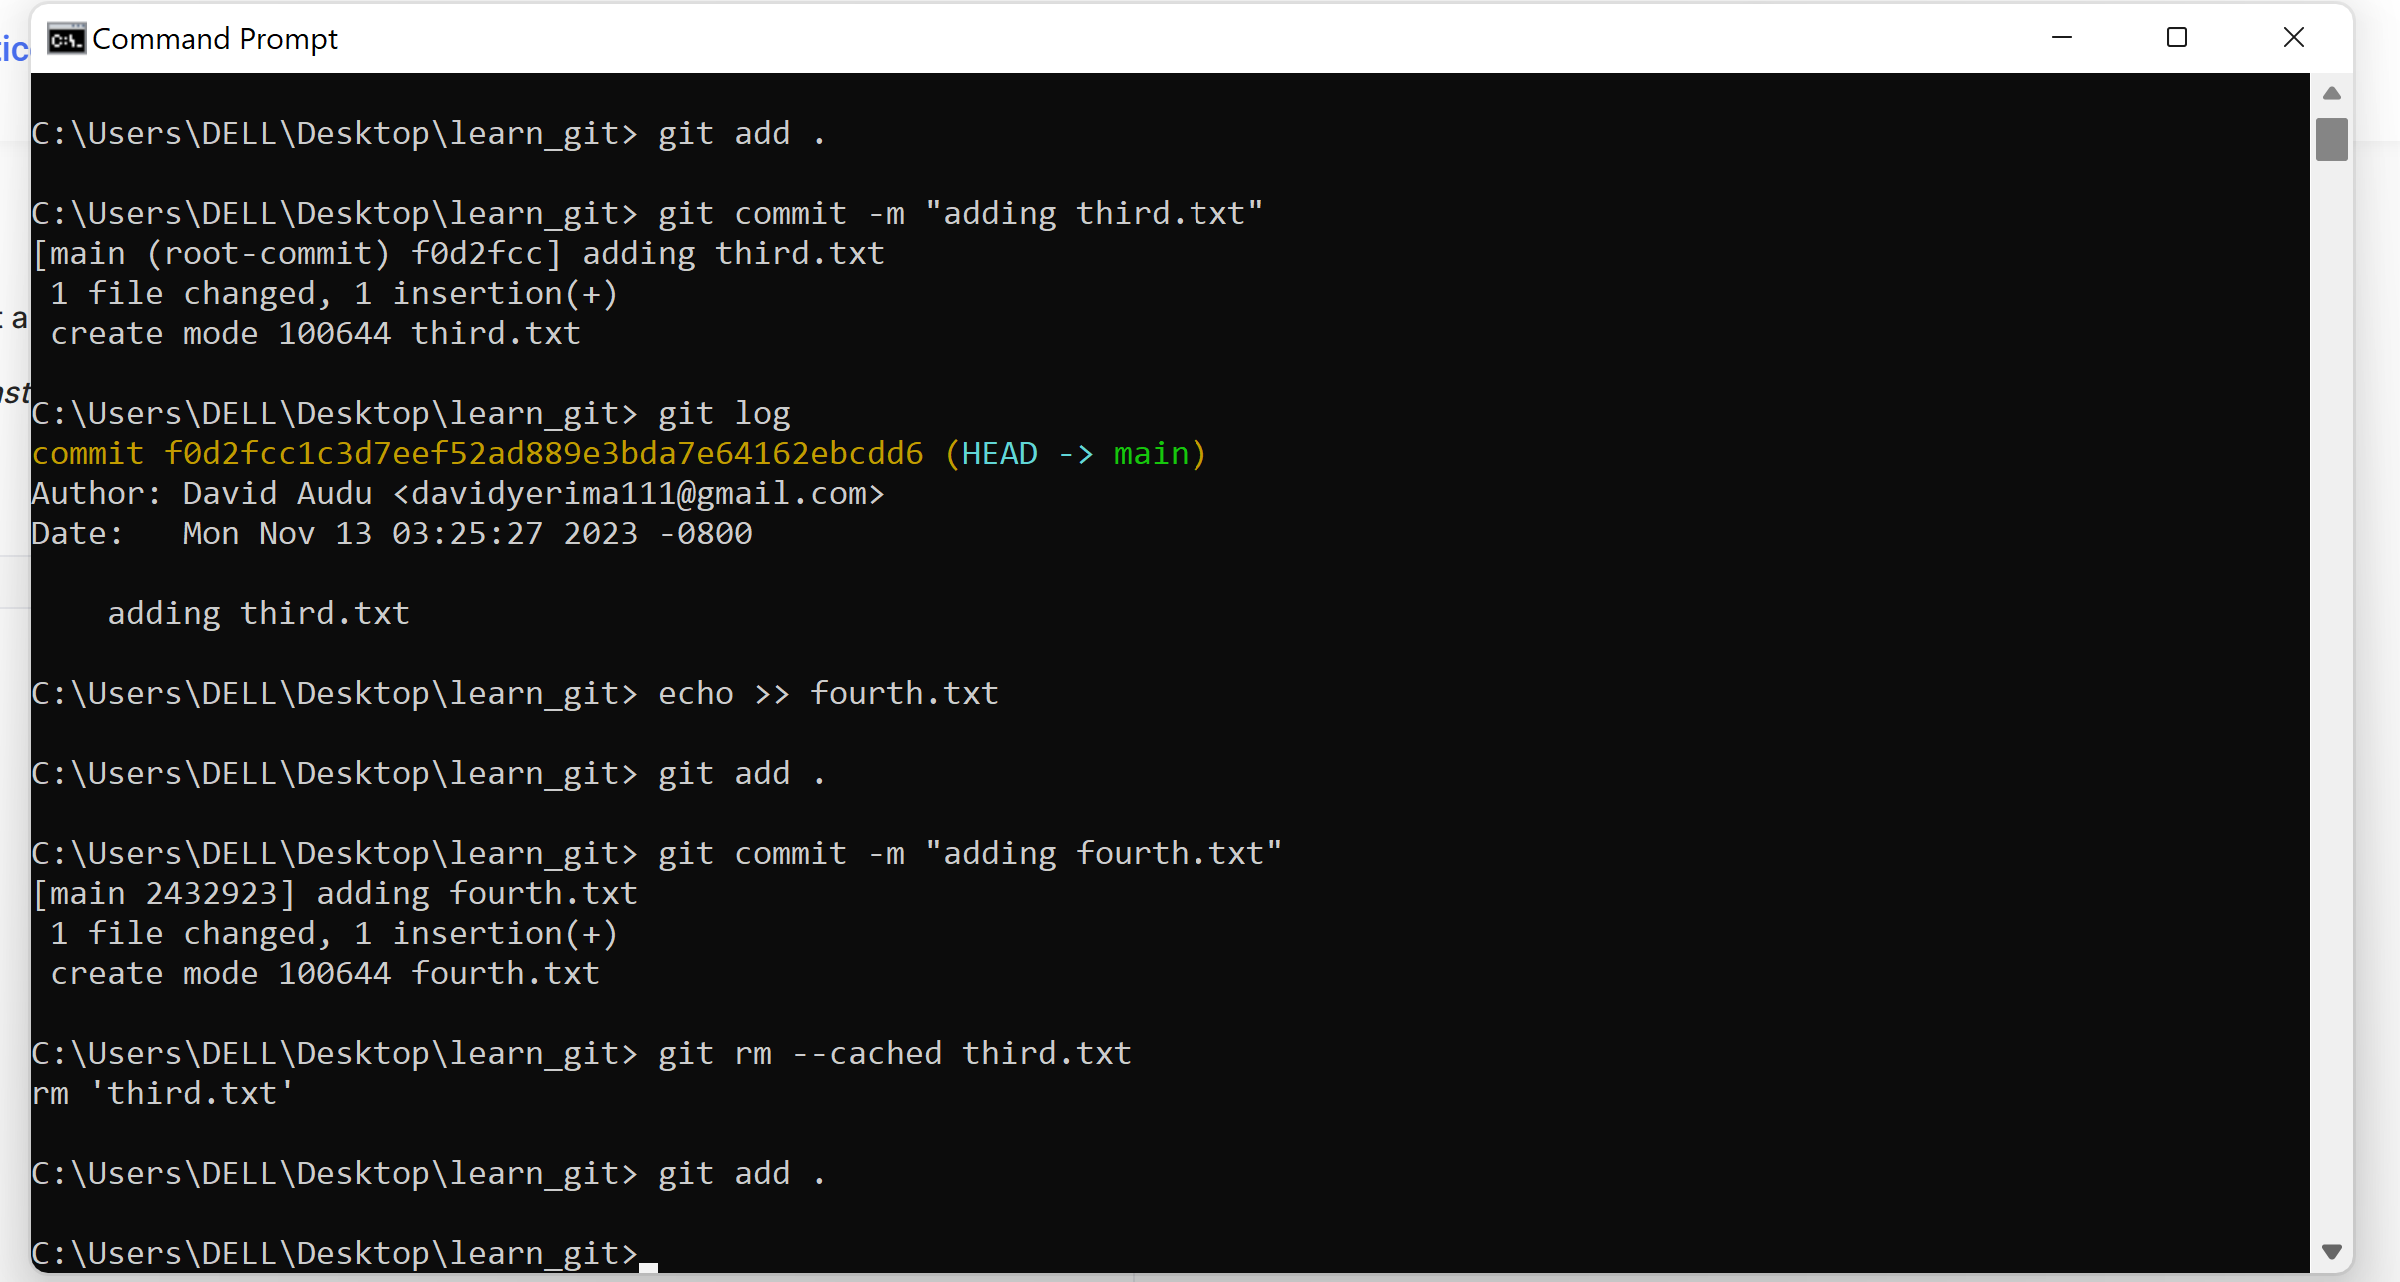 Command Prompt
C:\Users\DELL\Desktop\learn_git> git add .
C:\Users\DELL\Desktop\learn_git> git commit -m "adding third.txt"
[main (root-commit) f0d2fcc] adding third.txt
 1 file changed, 1 insertion(+)
 create mode 100644 third.txt
C:\Users\DELL\Desktop\learn_git> git log
commit f0d2fcc1c3d7eef52ad889e3bda7e64162ebcdd6 (HEAD -> main)
Author: David Audu <davidyerima111@gmail.com>
Date:   Mon Nov 13 03:25:27 2023 -0800
    adding third.txt
C:\Users\DELL\Desktop\learn_git> echo >> fourth.txt
C:\Users\DELL\Desktop\learn_git> git add .
C:\Users\DELL\Desktop\learn_git> git commit -m "adding fourth.txt"
[main 2432923] adding fourth.txt
 1 file changed, 1 insertion(+)
 create mode 100644 fourth.txt
C:\Users\DELL\Desktop\learn_git> git rm --cached third.txt
rm 'third.txt'
C:\Users\DELL\Desktop\learn_git> git add .
C:\Users\DELL\Desktop\learn_git>